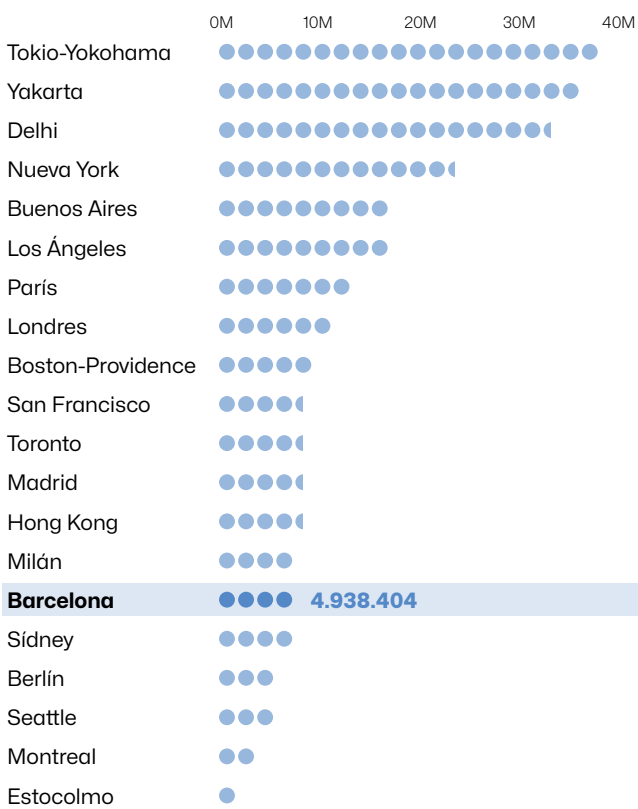 0M 10M 20M 30M 40M
Tokio-Yokohama
Yakarta
Delhi
Nueva York
Buenos Aires
Los Ángeles
París
Londres
Boston-Providence
San Francisco
Toronto
Madrid
Hong Kong
Milán
Barcelona 4.938.404
Sídney
Berlín
Seattle
Montreal
Estocolmo